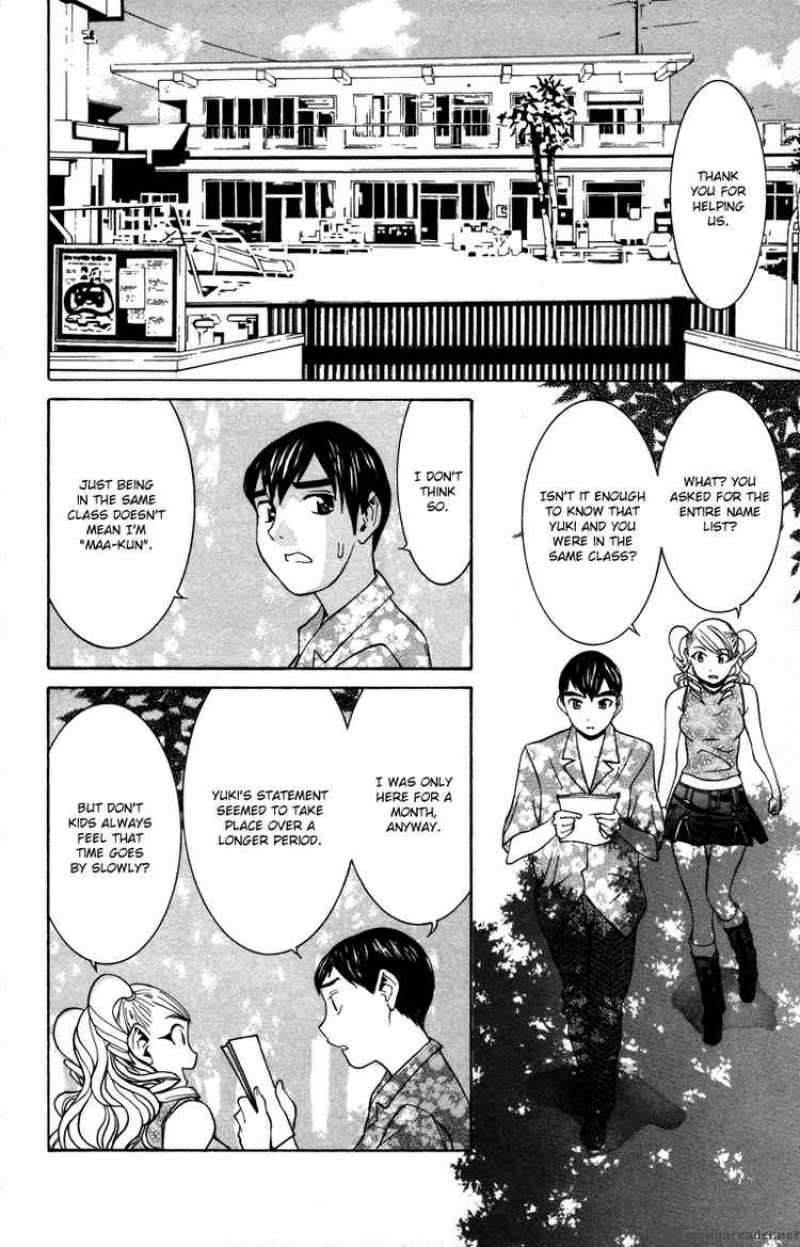 THANK
YOU FOR
HELPING
US.
WHAT? YOU
ASKED FOR THE
ENTIRE NAME
LIST?
ISN'T IT ENOUGH
TO KNOW THAT
YUKI AND YOU
WERE IN THE
SAME CLASS?
I DON'T
THINK
SO.
JUST BEING
IN THE SAME
CLASS DOESN'T
MEAN I'M
"MAA-KUN".
I WAS ONLY
HERE FOR A
MONTH,
ANYWAY.
YUKI'S STATEMENT
SEEMED TO TAKE
PLACE OVER A
LONGER PERIOD.
BUT DON'T
KIDS ALWAYS
FEEL THAT
TIME GOES
BY SLOWLY?